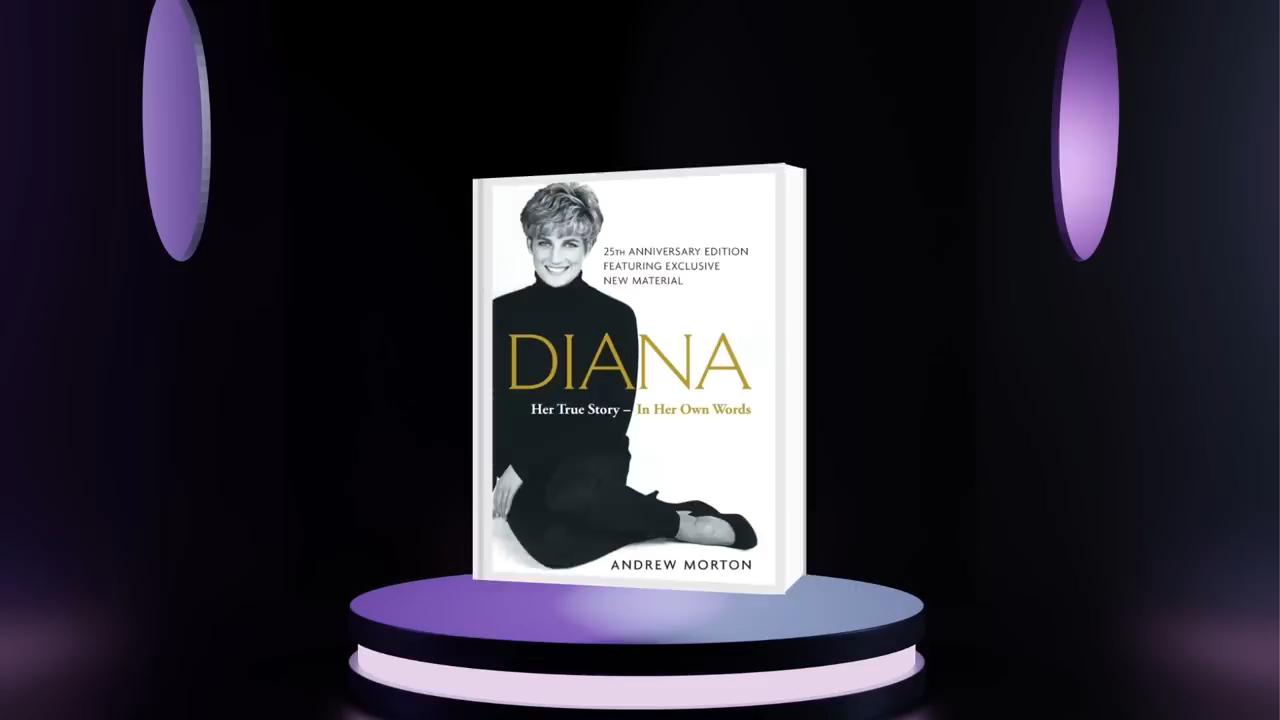 25TH ANNIVERSARY EDITION
FEATURING EXCLUSIVE
NEW MATERIAL
DIANA
Her True Story – In Her Own Words
ANDREW MORTON